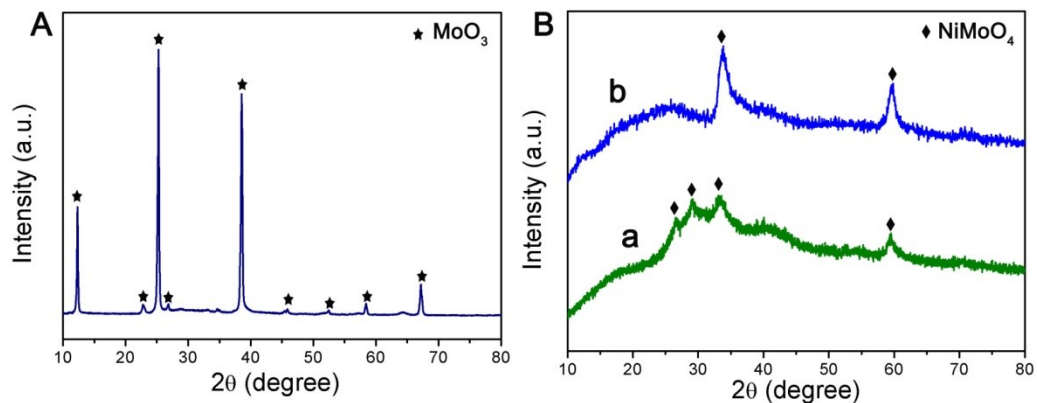 A
★ MoO₃
Intensity (a.u.)
10 20 30 40 50 60 70 80
2θ (degree)
B
♦ NiMoO₄
b
a
Intensity (a.u.)
10 20 30 40 50 60 70 80
2θ (degree)